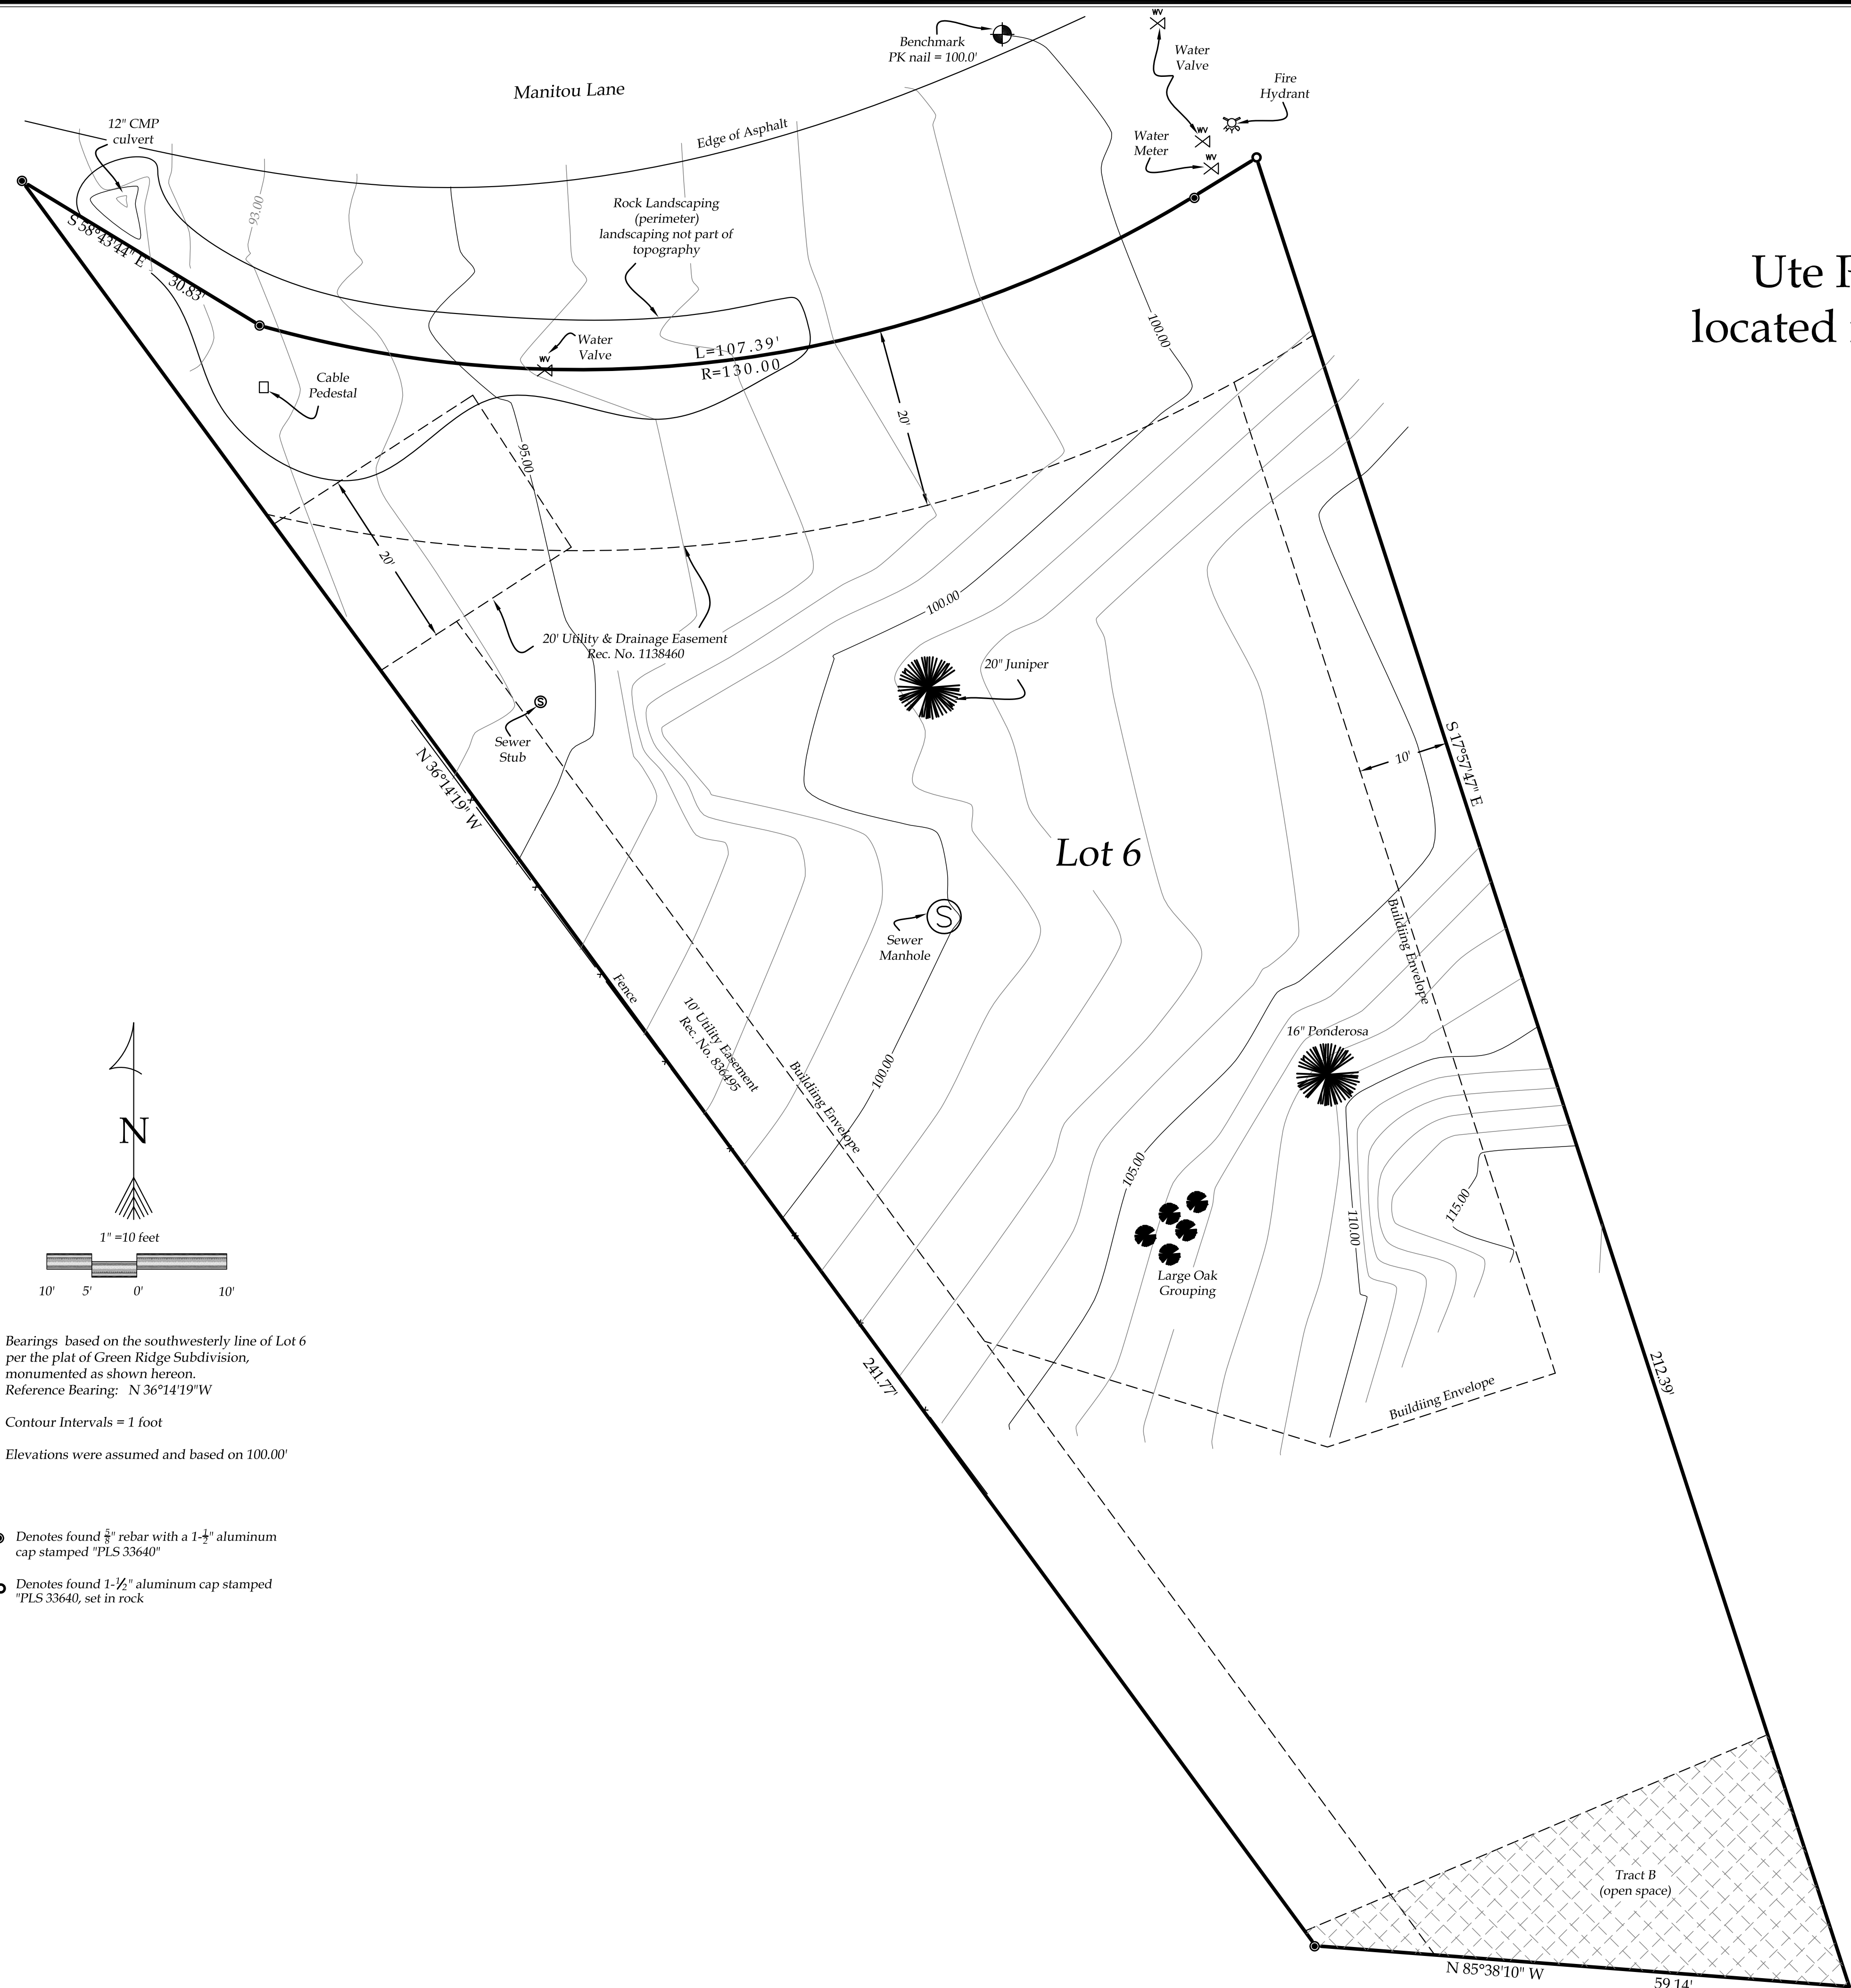 WV
Benchmark
PK nail = 100.0'
Water
Valve
Fire
Hydrant
Manitou Lane
12" CMP
culvert
Edge of Asphalt
WV
Water
Meter
WV
93.00
Rock Landscaping
(perimeter)
landscaping not part of
topography
S 58°43'44" E
30.83'
Ute
located
100.00
Water
Valve
WV
L=107.39'
R=130.00
Cable
Pedestal
20'
95.00
20'
100.00
20' Utility & Drainage Easement
Rec. No. 1138460
20" Juniper
S
Sewer
Stub
N 36°14'19" W
10'
S 17°57'47" E
Lot 6
S
Sewer
Manhole
Buildiing Envelope
Fence
10' Utility Easement
Rec. No. 836495
16" Ponderosa
100.00
Buildiing Envelope
N
105.00
110.00
115.00
1" =10 feet
10' 5' 0' 10'
Large Oak
Grouping
Bearings based on the southwesterly line of Lot 6
per the plat of Green Ridge Subdivision,
monumented as shown hereon.
Reference Bearing: N 36°14'19"W
241.77'
212.39'
Buildiing Envelope
Contour Intervals = 1 foot
Elevations were assumed and based on 100.00'
Denotes found 5/8" rebar with a 1-1/2" aluminum
cap stamped "PLS 33640"
Denotes found 1-1/2" aluminum cap stamped
"PLS 33640, set in rock
Tract B
(open space)
N 85°38'10" W
59.14'